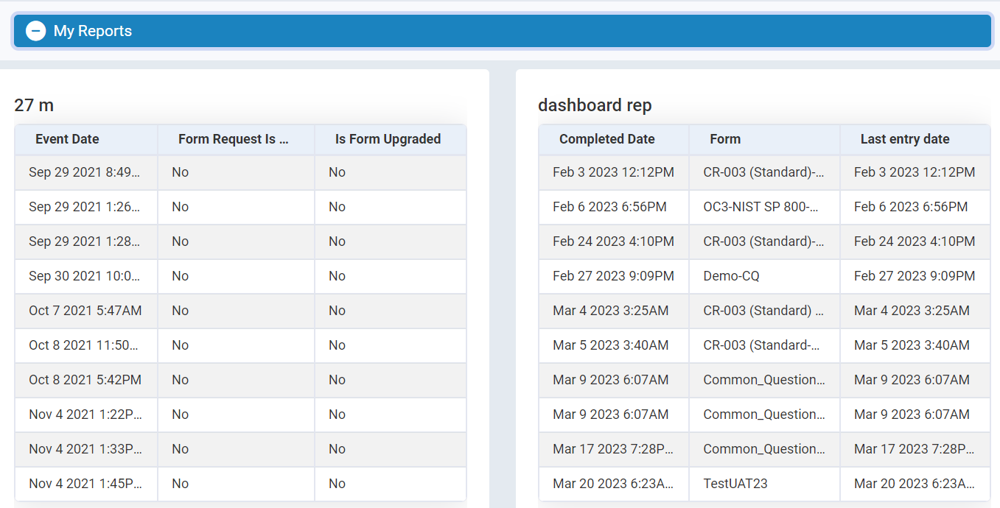 My Reports
27 m
Event Date Form Request Is ... Is Form Upgraded
Sep 29 2021 8:49... No No
Sep 29 2021 1:26... No No
Sep 29 2021 1:28... No No
Sep 30 2021 10:0... No No
Oct 7 2021 5:47AM No No
Oct 8 2021 11:50... No No
Oct 8 2021 5:42PM No No
Nov 4 2021 1:22P... No No
Nov 4 2021 1:33P... No No
Nov 4 2021 1:45P... No No
dashboard rep
Completed Date Form Last entry date
Feb 3 2023 12:12PM CR-003 (Standard)-... Feb 3 2023 12:12PM
Feb 6 2023 6:56PM OC3-NIST SP 800-... Feb 6 2023 6:56PM
Feb 24 2023 4:10PM CR-003 (Standard)-... Feb 24 2023 4:10PM
Feb 27 2023 9:09PM Demo-CQ Feb 27 2023 9:09PM
Mar 4 2023 3:25AM CR-003 (Standard) ... Mar 4 2023 3:25AM
Mar 5 2023 3:40AM CR-003 (Standard-... Mar 5 2023 3:40AM
Mar 9 2023 6:07AM Common_Question... Mar 9 2023 6:07AM
Mar 9 2023 6:07AM Common_Question... Mar 9 2023 6:07AM
Mar 17 2023 7:28P... Common_Question... Mar 17 2023 7:28P...
Mar 20 2023 6:23A... TestUAT23 Mar 20 2023 6:23A...